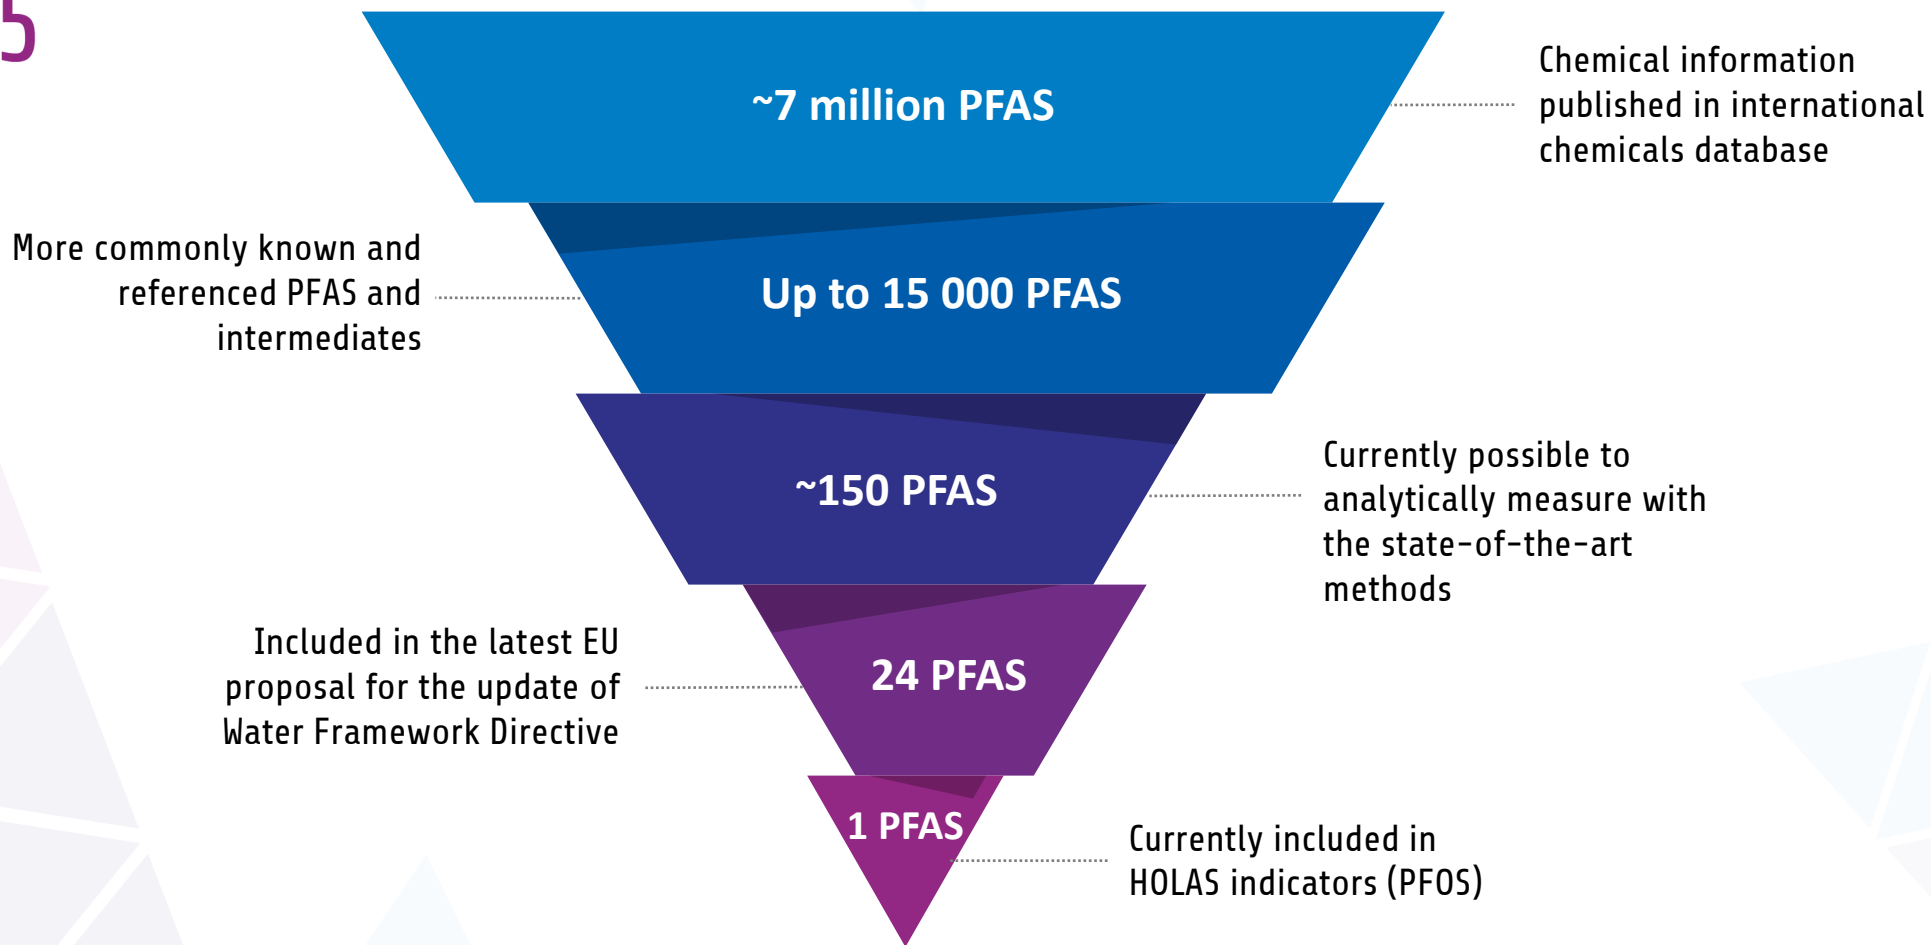 5
~7 million PFAS
Chemical information
published in international
chemicals database
More commonly known and
referenced PFAS and
intermediates
Up to 15 000 PFAS
~150 PFAS
Currently possible to
analytically measure with
the state-of-the-art
methods
Included in the latest EU
proposal for the update of
Water Framework Directive
24 PFAS
1 PFAS
Currently included in
HOLAS indicators (PFOS)